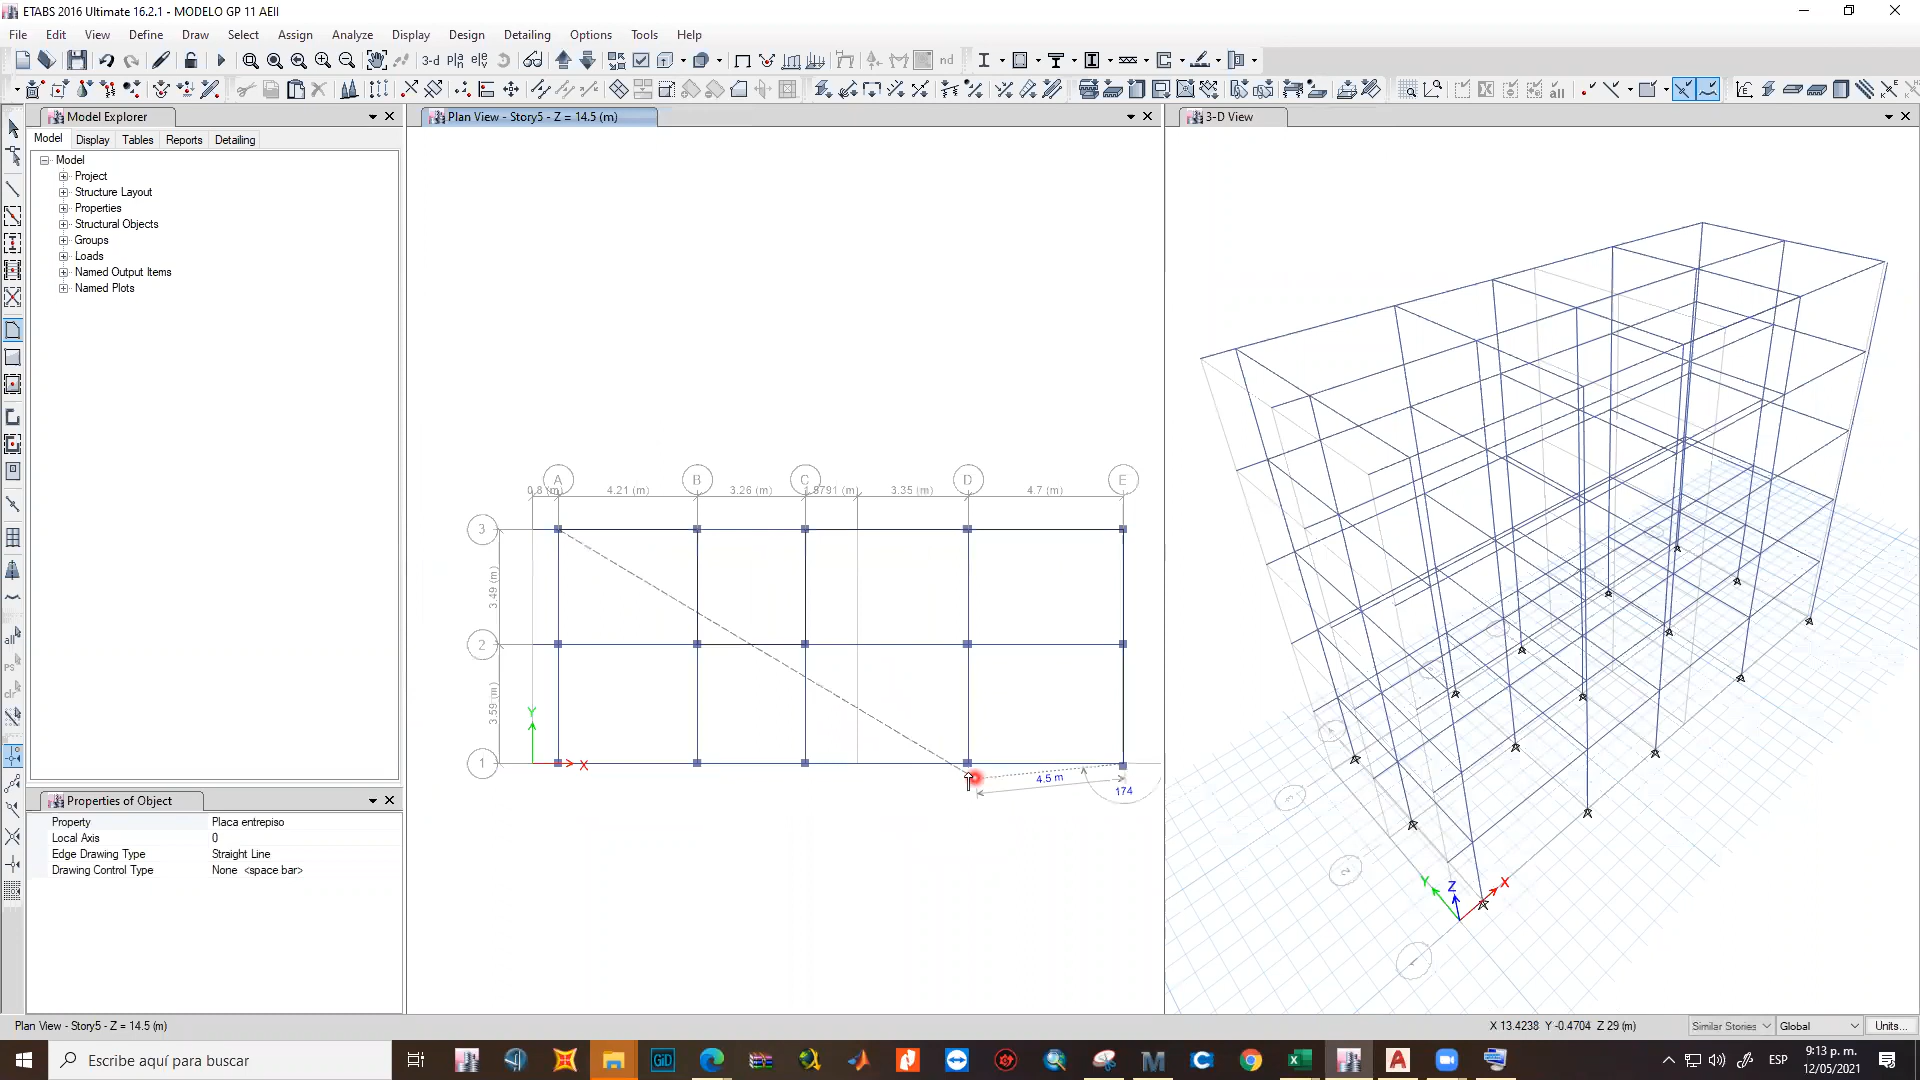 ETABS 2016 Ultimate 16.2.1 - MODELO GP 11 AEII
File Edit View Define Draw Select Assign Analyze Display Design Detailing Options Tools Help
3-d
nd
Model Explorer
Model Display Tables Reports Detailing
Model
Project
Structure Layout
Properties
Structural Objects
Groups
Loads
Named Output Items
Named Plots
all
PS
clr
Properties of Object
Property Placa entrepiso
Local Axis 0
Edge Drawing Type Straight Line
Drawing Control Type None <space bar>
Plan View - Story5 - Z = 14.5 (m)
A B C D E
0.8 (m) 4.21 (m) 3.26 (m) 3.35 (m) 4.7 (m)
3
3.49 (m)
2
3.59 (m)
Y
1
X
4.5 m
174
3-D View
Y Z X
Plan View - Story5 - Z = 14.5 (m)
X 13.4238 Y -0.4704 Z 29 (m)
Similar Stories
Global
Units...
Escribe aquí para buscar
GiD
ESP
9:13 p. m.
12/05/2021